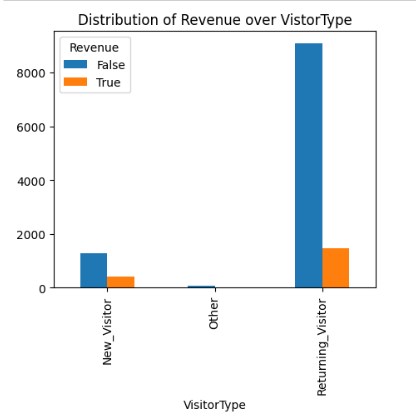 Distribution of Revenue over VistorType
Revenue
False
True
8000
6000
4000
2000
0
New_Visitor
Other
Returning_Visitor
VisitorType